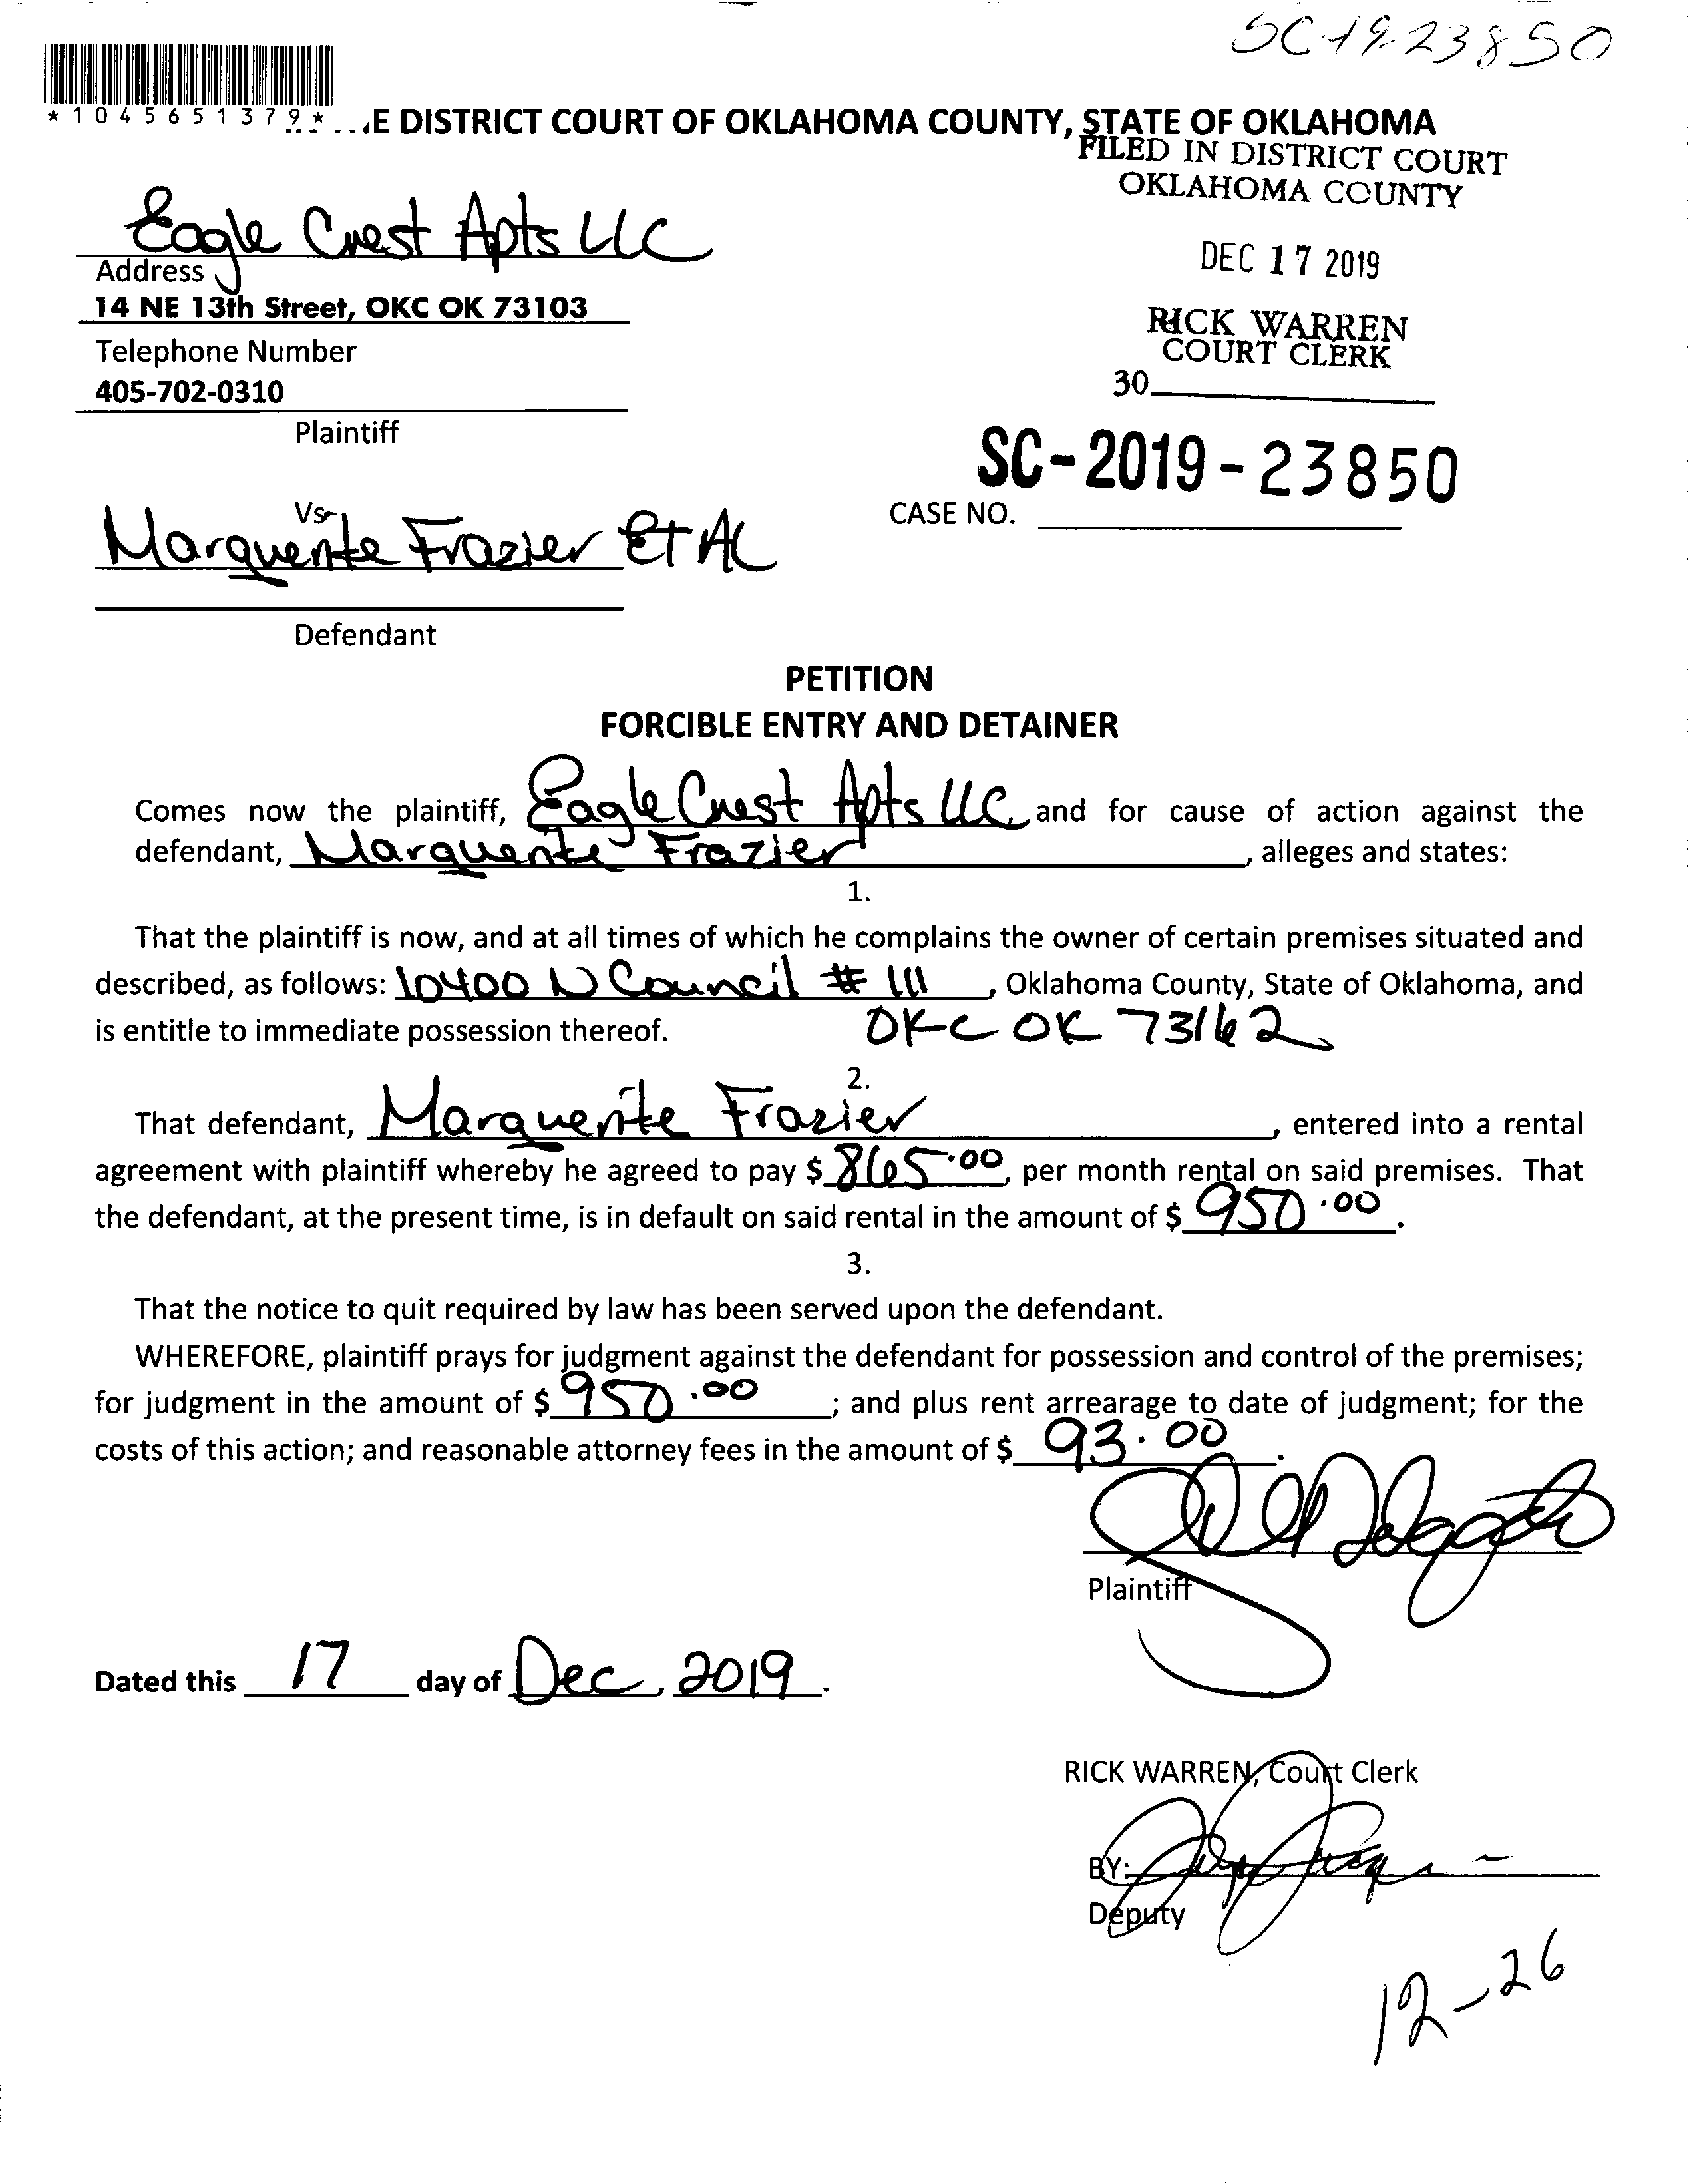 SC-19-23850
*1045651379*
E DISTRICT COURT OF OKLAHOMA COUNTY, STATE OF OKLAHOMA
FILED IN DISTRICT COURT
OKLAHOMA COUNTY
Eagle Crest Apts LLC
Address
DEC 17 2019
14 NE 13th Street, OKC OK 73103
RICK WARREN
COURT CLERK
Telephone Number
405-702-0310
30
Plaintiff
SC-2019-23850
CASE NO.
Vs
Marquerite Frazier Et Al
Defendant
PETITION
FORCIBLE ENTRY AND DETAINER
Comes now the plaintiff, Eagle Crest Apts LLC and for cause of action against the
defendant, Marquerite Frazier, alleges and states:
1.
That the plaintiff is now, and at all times of which he complains the owner of certain premises situated and
described, as follows: 10400 N Council # 111, Oklahoma County, State of Oklahoma, and
is entitle to immediate possession thereof. OKC OK 73162
2.
That defendant, Marquerite Frazier, entered into a rental
agreement with plaintiff whereby he agreed to pay $ 865.00, per month rental on said premises. That
the defendant, at the present time, is in default on said rental in the amount of $ 950.00.
3.
That the notice to quit required by law has been served upon the defendant.
WHEREFORE, plaintiff prays for judgment against the defendant for possession and control of the premises;
for judgment in the amount of $ 950.00; and plus rent arrearage to date of judgment; for the
costs of this action; and reasonable attorney fees in the amount of $ 93.00.
Plaintiff
Dated this 17 day of Dec, 2019.
RICK WARREN, Court Clerk
BY:
Deputy
12-26